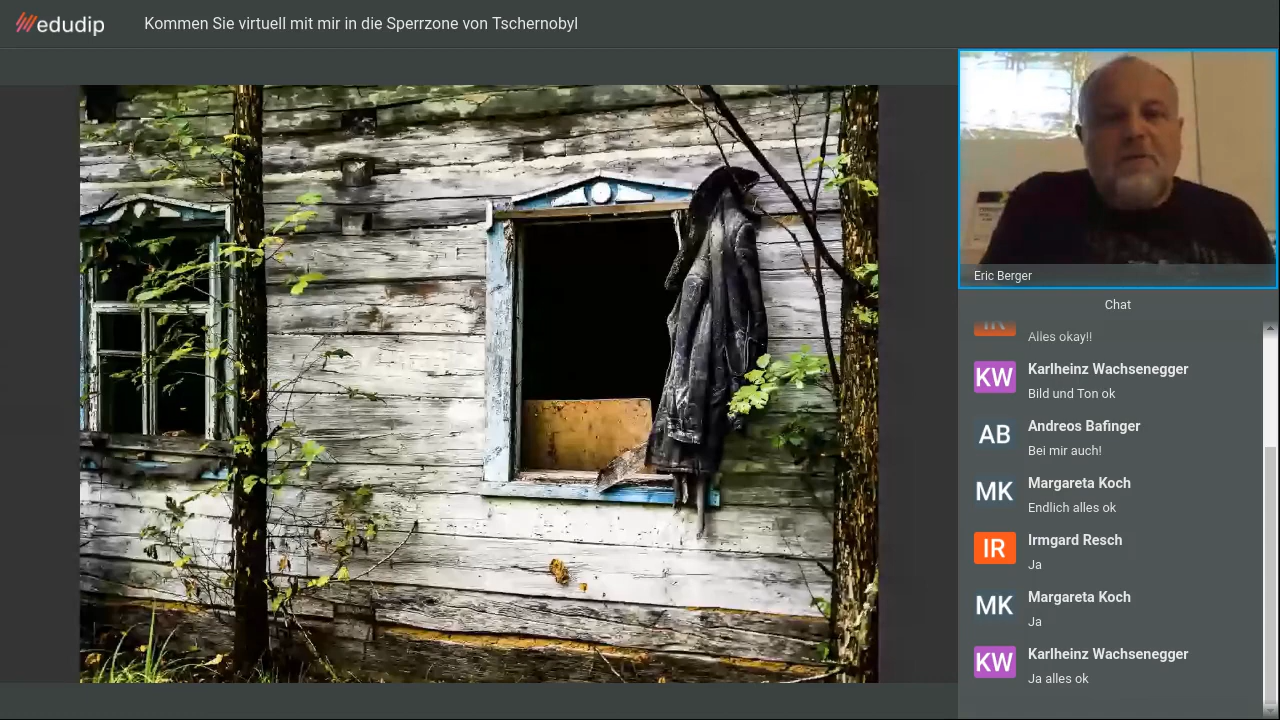 edudip
Kommen Sie virtuell mit mir in die Sperrzone von Tschernobyl
Eric Berger
Chat
IR
Alles okay!!
KW
Karlheinz Wachsenegger
Bild und Ton ok
AB
Andreos Bafinger
Bei mir auch!
MK
Margareta Koch
Endlich alles ok
IR
Irmgard Resch
Ja
MK
Margareta Koch
Ja
KW
Karlheinz Wachsenegger
Ja alles ok